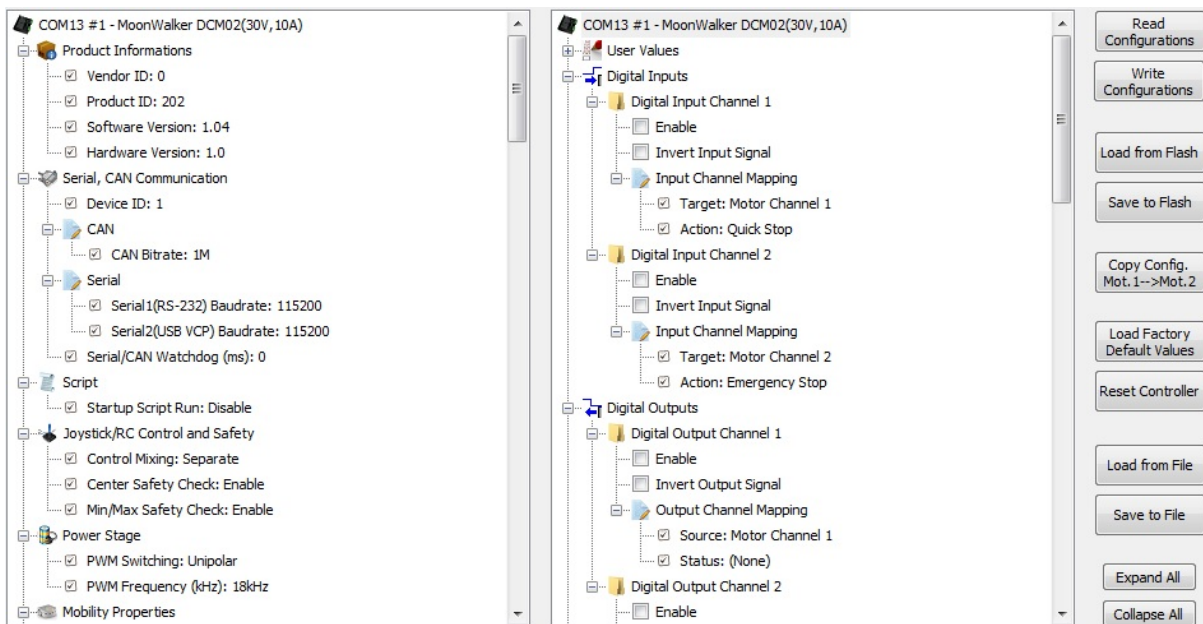 COM13 #1 - MoonWalker DCM02(30V,10A)
Product Informations
Vendor ID: 0
Product ID: 202
Software Version: 1.04
Hardware Version: 1.0
Serial, CAN Communication
Device ID: 1
CAN
CAN Bitrate: 1M
Serial
Serial1(RS-232) Baudrate: 115200
Serial2(USB VCP) Baudrate: 115200
Serial/CAN Watchdog (ms): 0
Script
Startup Script Run: Disable
Joystick/RC Control and Safety
Control Mixing: Separate
Center Safety Check: Enable
Min/Max Safety Check: Enable
Power Stage
PWM Switching: Unipolar
PWM Frequency (kHz): 18kHz
Mobility Properties
COM13 #1 - MoonWalker DCM02(30V,10A)
User Values
Digital Inputs
Digital Input Channel 1
Enable
Invert Input Signal
Input Channel Mapping
Target: Motor Channel 1
Action: Quick Stop
Digital Input Channel 2
Enable
Invert Input Signal
Input Channel Mapping
Target: Motor Channel 2
Action: Emergency Stop
Digital Outputs
Digital Output Channel 1
Enable
Invert Output Signal
Output Channel Mapping
Source: Motor Channel 1
Status: (None)
Digital Output Channel 2
Enable
Read
Configurations
Write
Configurations
Load from Flash
Save to Flash
Copy Config.
Mot.1-->Mot.2
Load Factory
Default Values
Reset Controller
Load from File
Save to File
Expand All
Collapse All